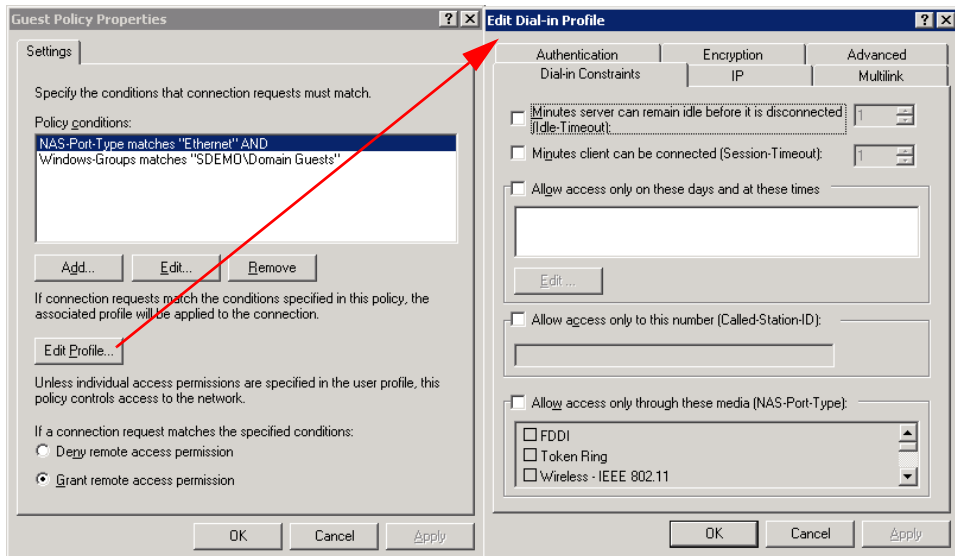 Guest Policy Properties
Settings
Specify the conditions that connection requests must match.
Policy conditions:
NAS-Port-Type matches "Ethernet" AND
Windows-Groups matches "SDEMO\Domain Guests"
Add...
Edit...
Remove
If connection requests match the conditions specified in this policy, the
associated profile will be applied to the connection.
Edit Profile...
Unless individual access permissions are specified in the user profile, this
policy controls access to the network.
If a connection request matches the specified conditions:
Deny remote access permission
Grant remote access permission
OK
Cancel
Apply
Edit Dial-in Profile
Authentication
Encryption
Advanced
Dial-in Constraints
IP
Multilink
Minutes server can remain idle before it is disconnected
(Idle-Timeout):
1
Minutes client can be connected (Session-Timeout):
1
Allow access only on these days and at these times
Edit ...
Allow access only to this number (Called-Station-ID):
Allow access only through these media (NAS-Port-Type):
FDDI
Token Ring
Wireless - IEEE 802.11
OK
Cancel
Apply